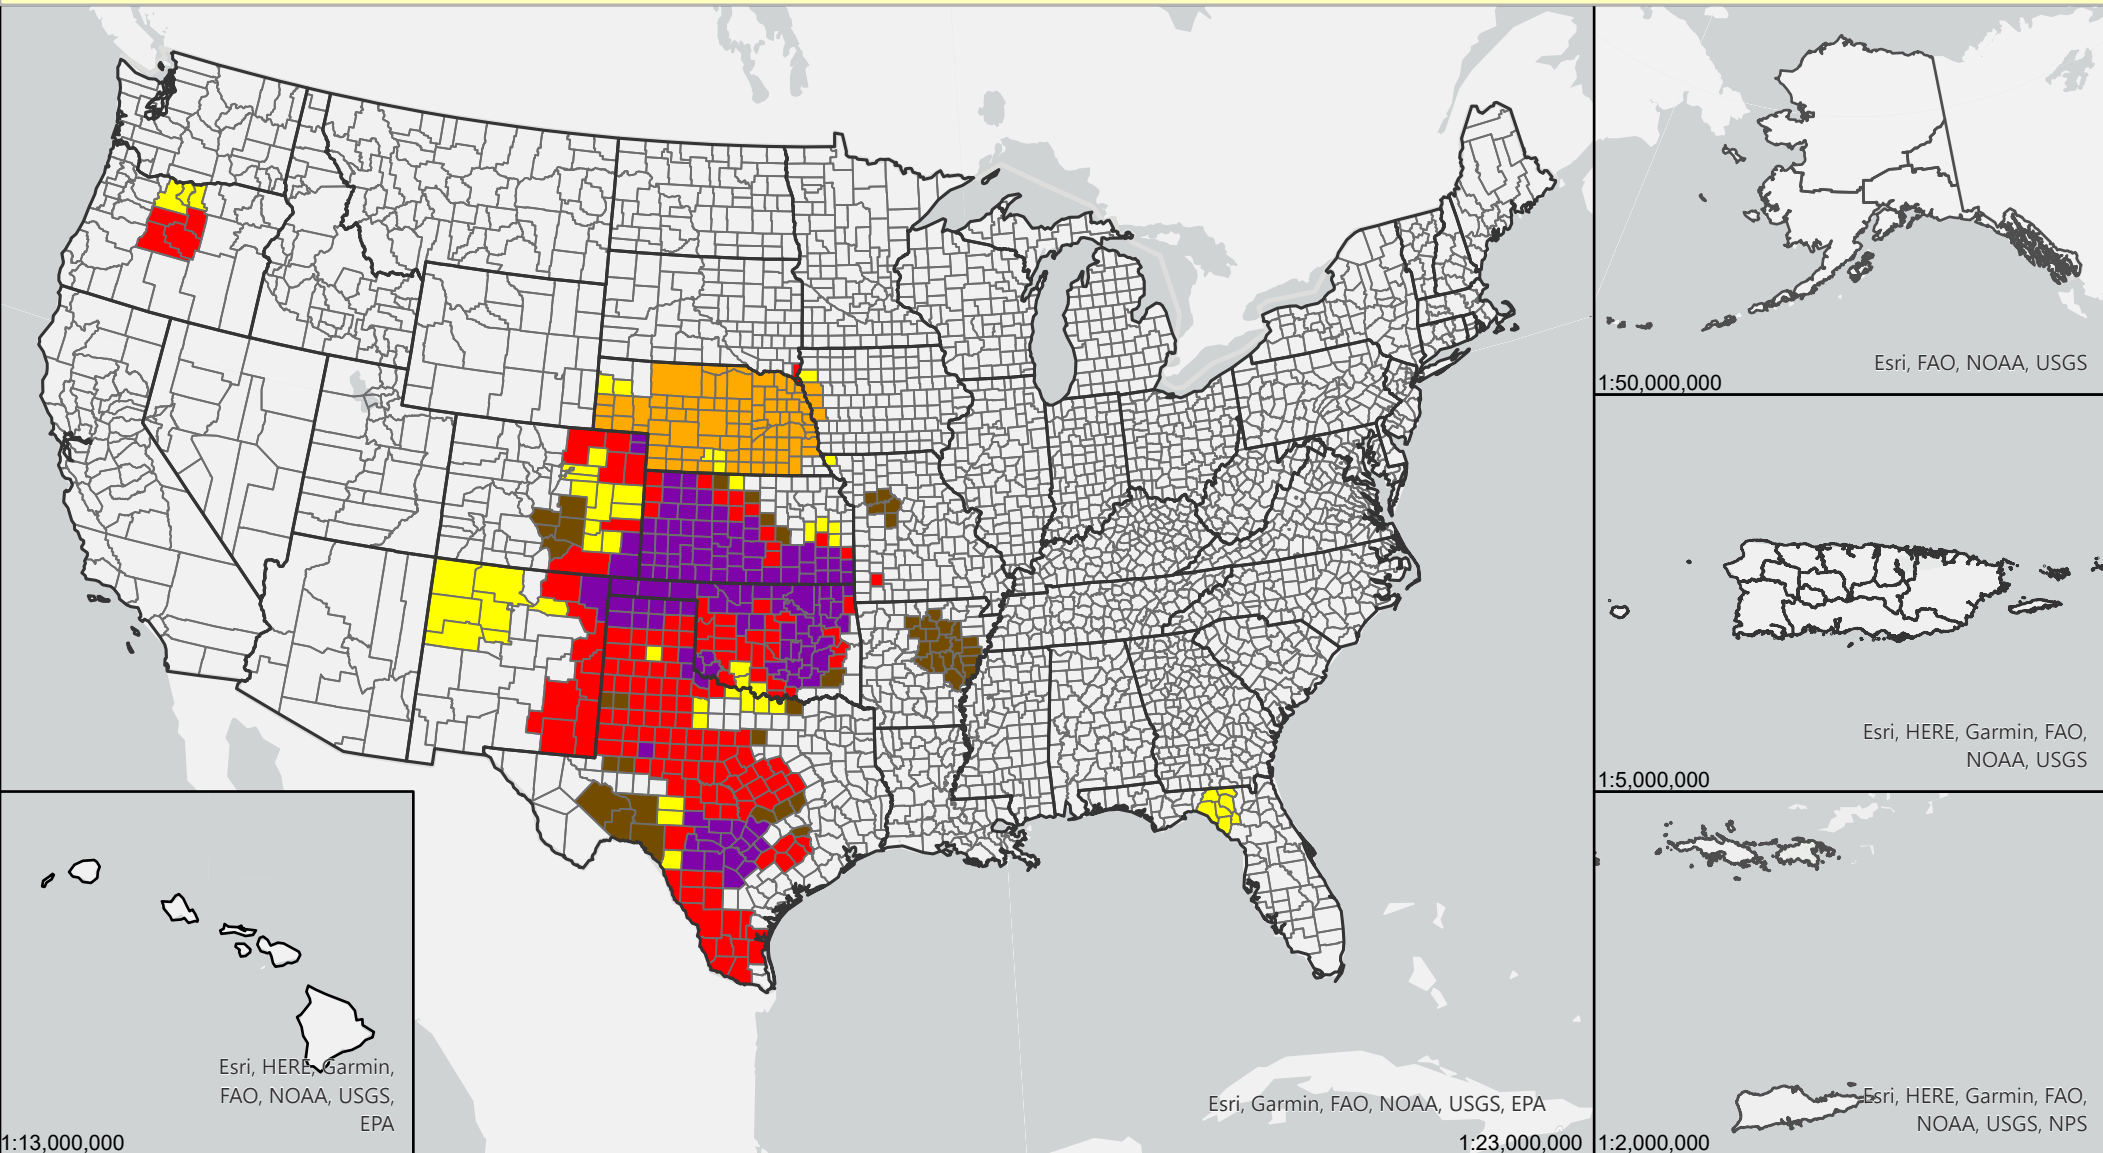 Esri, FAO, NOAA, USGS
1:50,000,000
Esri, HERE, Garmin, FAO,
NOAA, USGS
1:5,000,000
Esri, HERE, Garmin,
FAO, NOAA, USGS,
EPA
1:13,000,000
Esri, Garmin, FAO, NOAA, USGS, EPA
1:23,000,000
Esri, HERE, Garmin, FAO,
NOAA, USGS, NPS
1:2,000,000